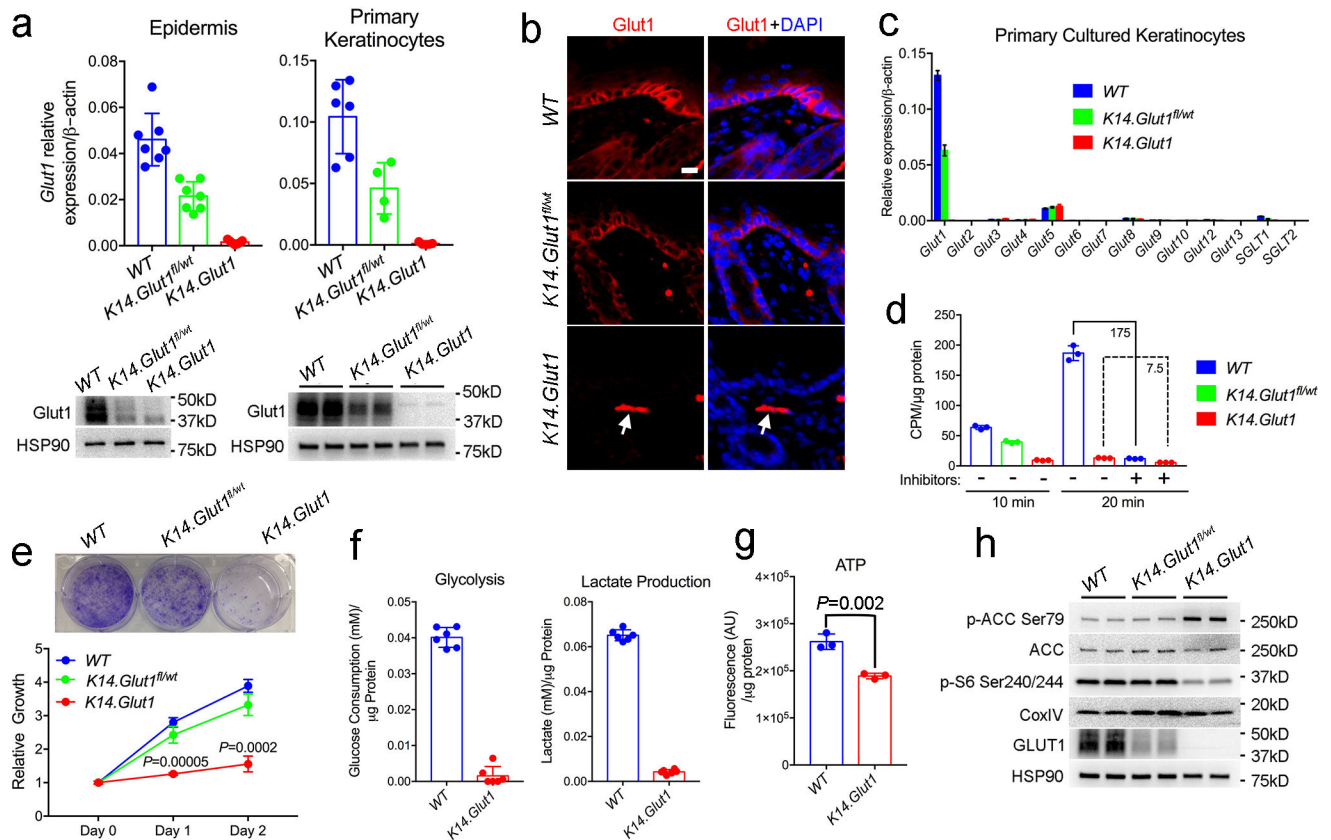 a
Epidermis
Primary
Keratinocytes
Glut1 relative
expression/β-actin
0.08
0.06
0.04
0.02
0.00
0.15
0.10
0.05
0.00
WT
K14.Glut1fl/wt
K14.Glut1
WT
K14.Glut1fl/wt
K14.Glut1
WT
K14.Glut1fl/wt
K14.Glut1
Glut1
50kD
37kD
HSP90
75kD
WT
K14.Glut1fl/wt
K14.Glut1
Glut1
50kD
37kD
HSP90
75kD
b
Glut1
Glut1+DAPI
WT
K14.Glut1fl/wt
K14.Glut1
c
Primary Cultured Keratinocytes
Relative expression/β-actin
0.15
0.10
0.05
0.00
WT
K14.Glut1fl/wt
K14.Glut1
Glut1
Glut2
Glut3
Glut4
Glut5
Glut6
Glut7
Glut8
Glut9
Glut10
Glut12
Glut13
SGLT1
SGLT2
d
CPM/µg protein
250
200
150
100
50
0
175
7.5
WT
K14.Glut1fl/wt
K14.Glut1
Inhibitors: - - - - - + +
10 min 20 min
e
WT
K14.Glut1fl/wt
K14.Glut1
Relative Growth
5
4
3
2
1
0
WT
K14.Glut1fl/wt
K14.Glut1
P=0.00005
P=0.0002
Day 0 Day 1 Day 2
f
Glycolysis
Glucose Consumption (mM)/
µg Protein
0.05
0.04
0.03
0.02
0.01
0.00
WT
K14.Glut1
Lactate Production
Lactate (mM)/µg Protein
0.08
0.06
0.04
0.02
0.00
WT
K14.Glut1
g
ATP
Fluorescence (AU)
/µg protein
4×10⁵
3×10⁵
2×10⁵
1×10⁵
0
P=0.002
WT
K14.Glut1
h
WT
K14.Glut1fl/wt
K14.Glut1
p-ACC Ser79
250kD
ACC
250kD
p-S6 Ser240/244
37kD
CoxIV
20kD
GLUT1
50kD
37kD
HSP90
75kD